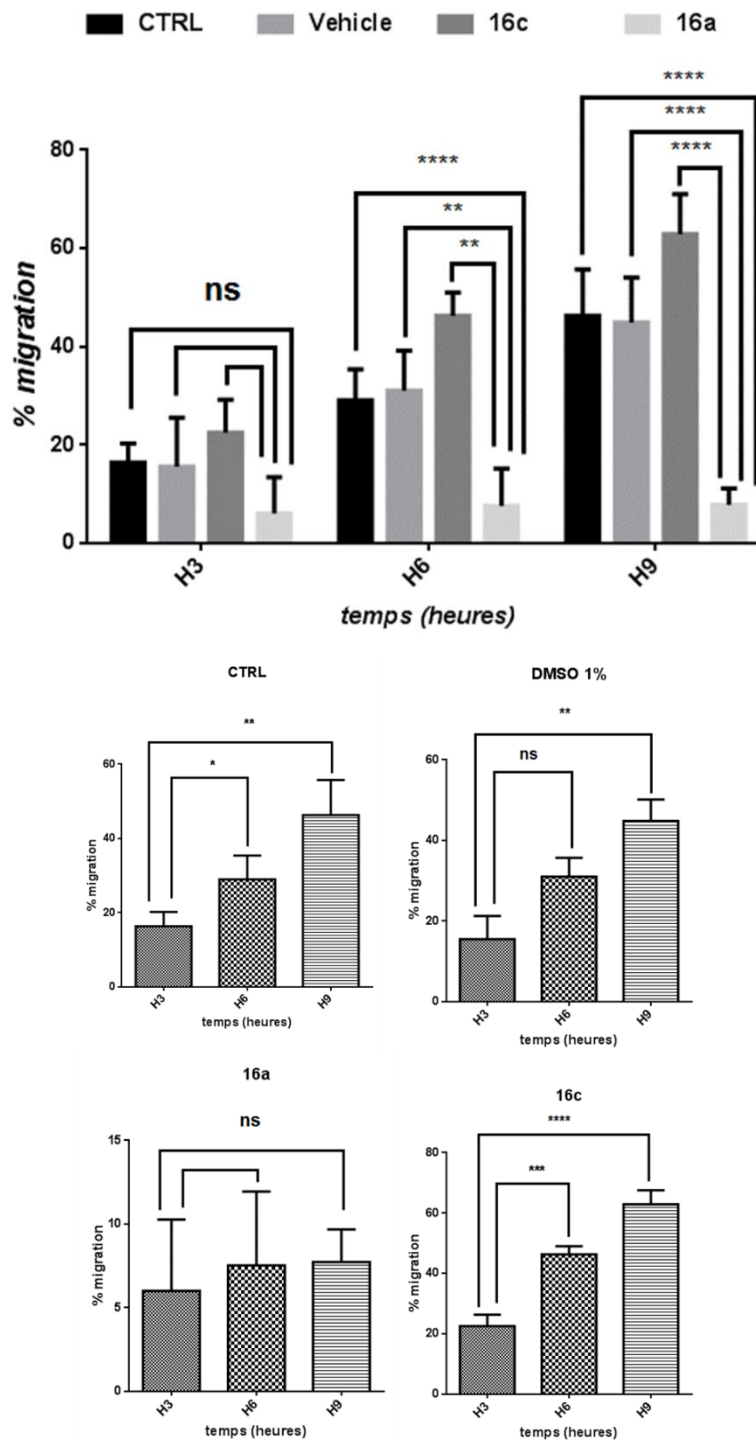 CTRL Vehicle 16c 16a
****
****
****
****
**
**
ns
% migration
80
60
40
20
0
H3 H6 H9
temps (heures)
CTRL
**
*
% migration
60
40
20
0
H3 H6 H9
temps (heures)
DMSO 1%
**
ns
% migration
60
40
20
0
H3 H6 H9
temps (heures)
16a
ns
% migration
15
10
5
0
H3 H6 H9
temps (heures)
16c
****
***
% migration
80
60
40
20
0
H3 H6 H9
temps (heures)